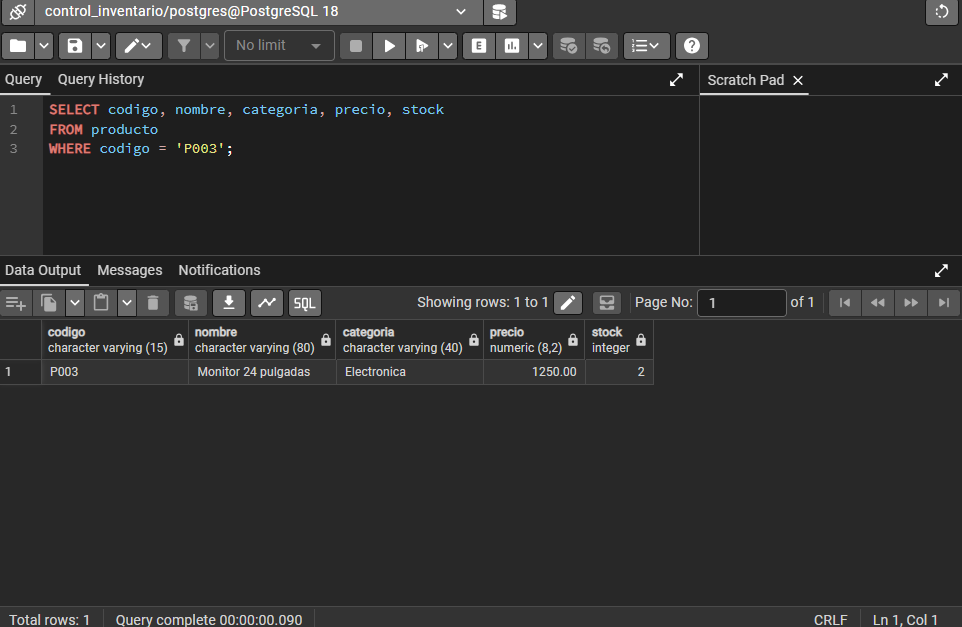 control_inventario/postgres@PostgreSQL 18
No limit
E
Query Query History
Scratch Pad
1 SELECT codigo, nombre, categoria, precio, stock
2 FROM producto
3 WHERE codigo = 'P003';
Data Output Messages Notifications
SQL Showing rows: 1 to 1 Page No: 1 of 1
codigo nombre categoria precio stock
character varying (15) character varying (80) character varying (40) numeric (8,2) integer
1 P003 Monitor 24 pulgadas Electronica 1250.00 2
Total rows: 1 Query complete 00:00:00.090 CRLF Ln 1, Col 1